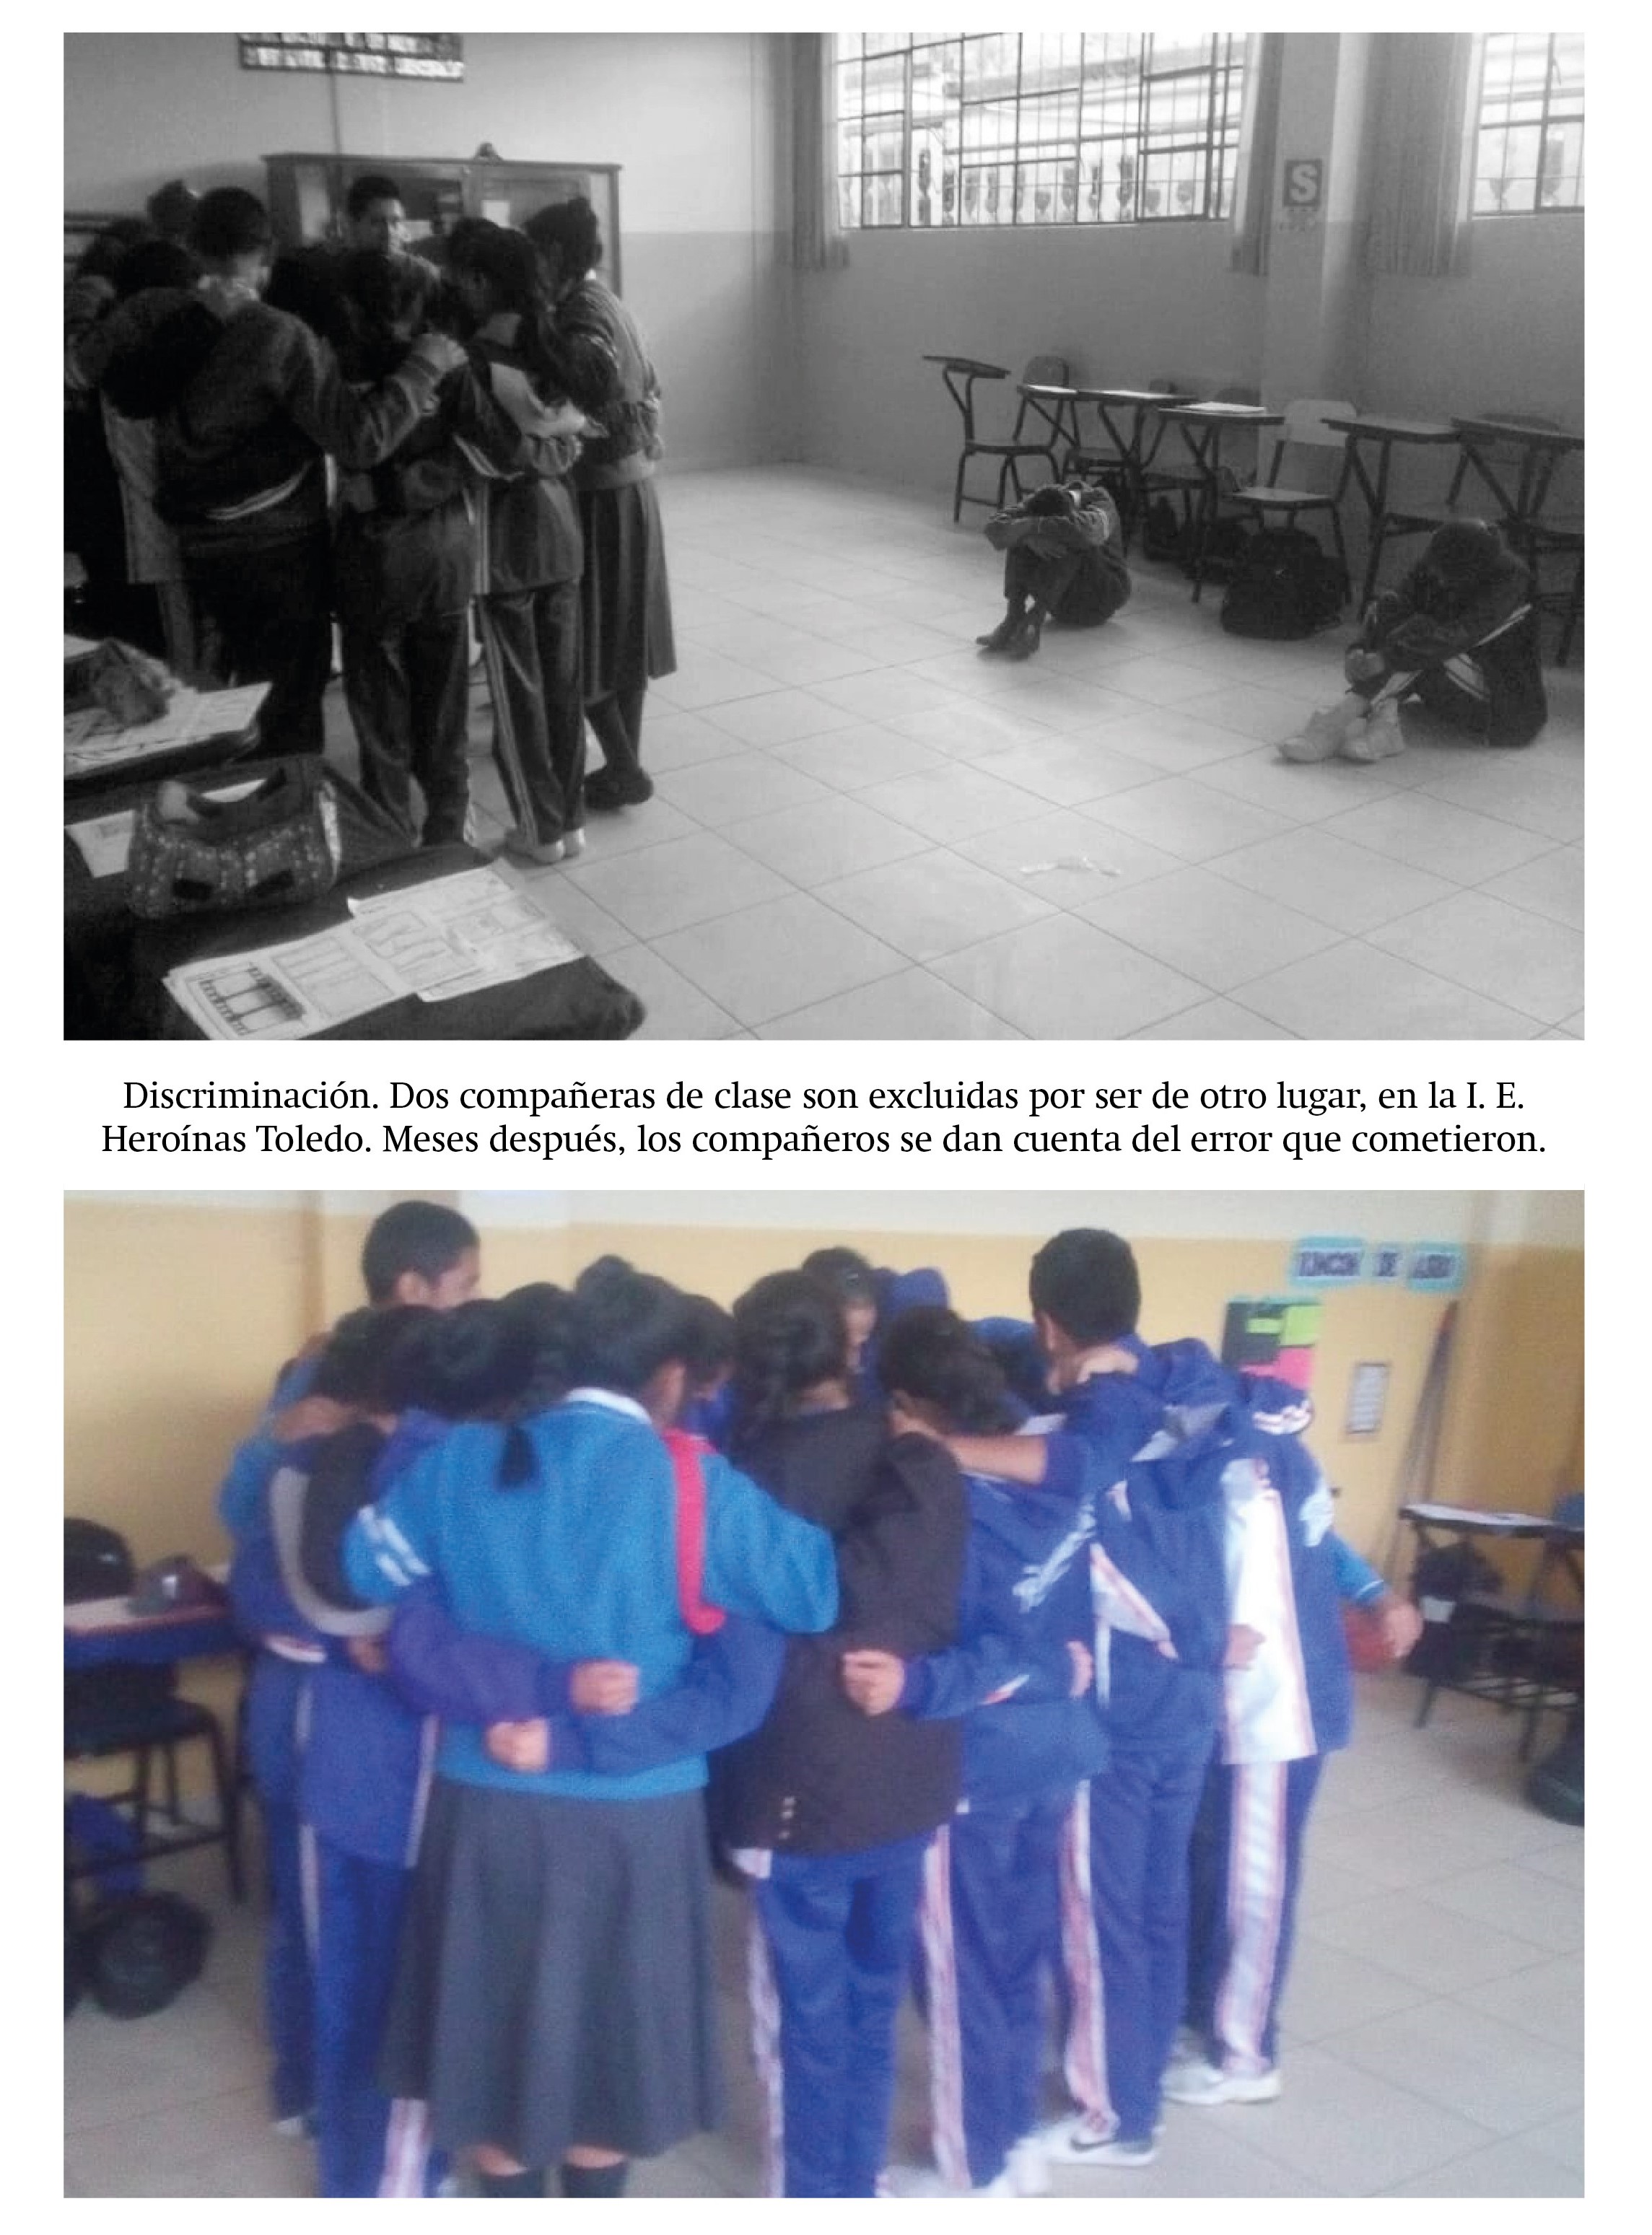 S
Discriminación. Dos compañeras de clase son excluidas por ser de otro lugar, en la I. E.
Heroínas Toledo. Meses después, los compañeros se dan cuenta del error que cometieron.
DE